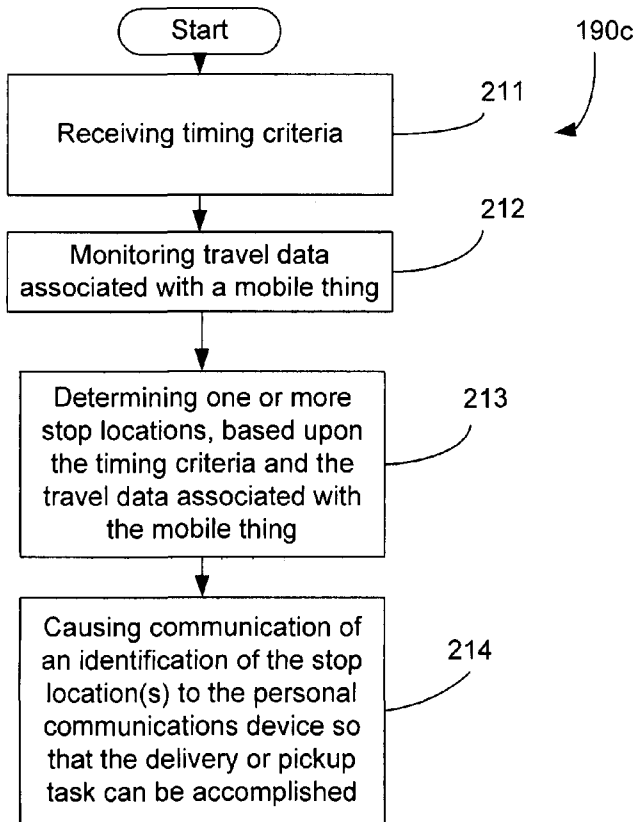 Start
190c
211
Receiving timing criteria
212
Monitoring travel data
associated with a mobile thing
213
Determining one or more
stop locations, based upon
the timing criteria and the
travel data associated with
the mobile thing
214
Causing communication of
an identification of the stop
location(s) to the personal
communications device so
that the delivery or pickup
task can be accomplished